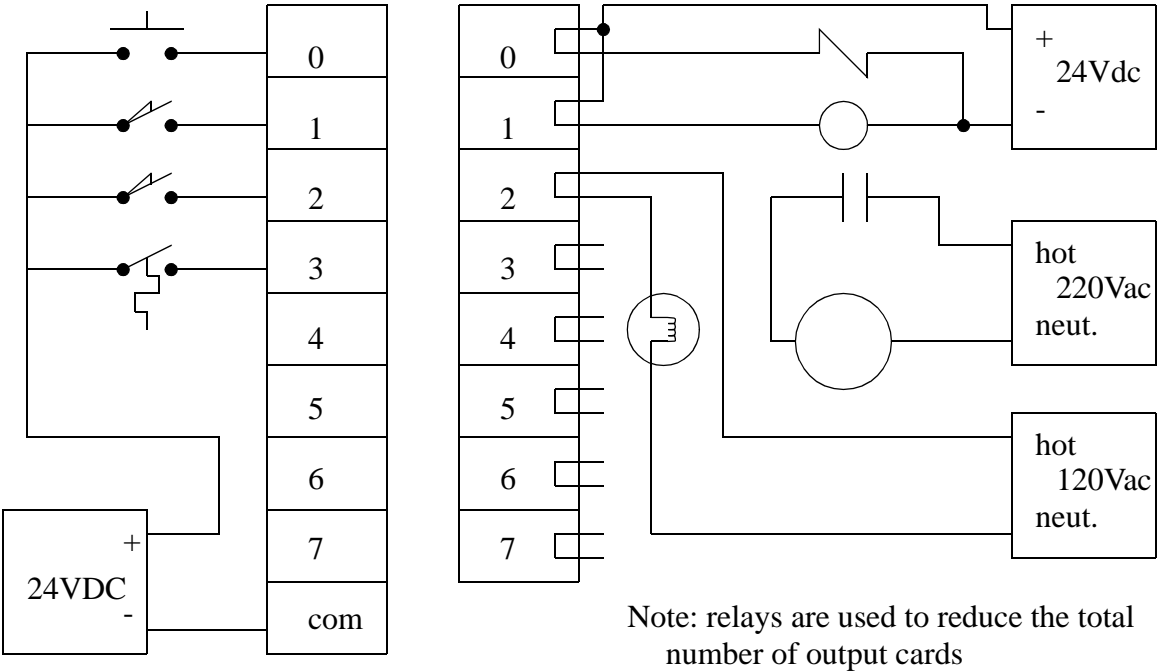 0
1
2
3
4
5
6
7
com
+
24VDC
-
0
1
2
3
4
5
6
7
+
24Vdc
-
hot
220Vac
neut.
hot
120Vac
neut.
Note: relays are used to reduce the total
number of output cards